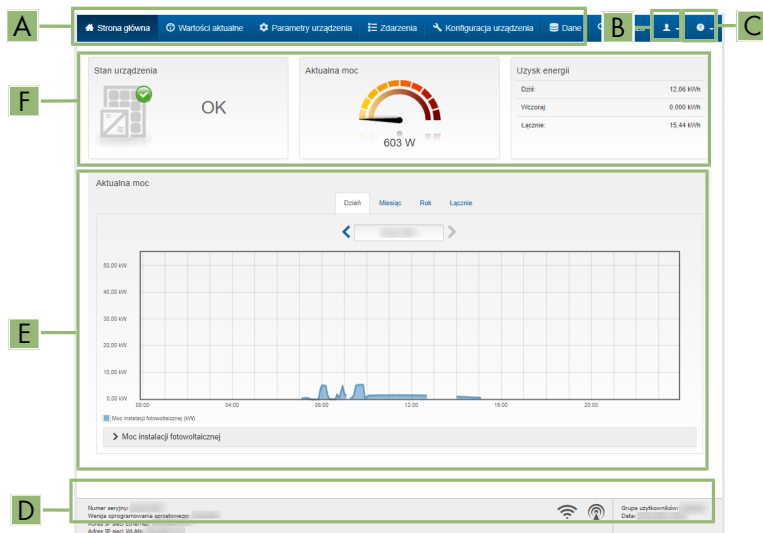 A
Strona główna Wartości aktualne Parametry urządzenia Zdarzenia Konfiguracja urządzenia Dane
B
C
F
Stan urządzenia
OK
Aktualna moc
603 W
Uzysk energii
Dziś: 12,06 kWh
Wczoraj: 0,000 kWh
Łącznie: 15,44 kWh
E
Aktualna moc
Dzień Miesiąc Rok Łącznie
50,00 kW
40,00 kW
30,00 kW
20,00 kW
10,00 kW
0,00 kW
00:00 04:00 08:00 12:00 16:00 20:00
Moc instalacji fotowoltaicznej (kW)
Moc instalacji fotowoltaicznej
D
Numer seryjny:
Wersja oprogramowania sprzętowego:
Adres IP sieci Ethernet:
Adres IP sieci WLAN:
Grupa użytkowników:
Data: